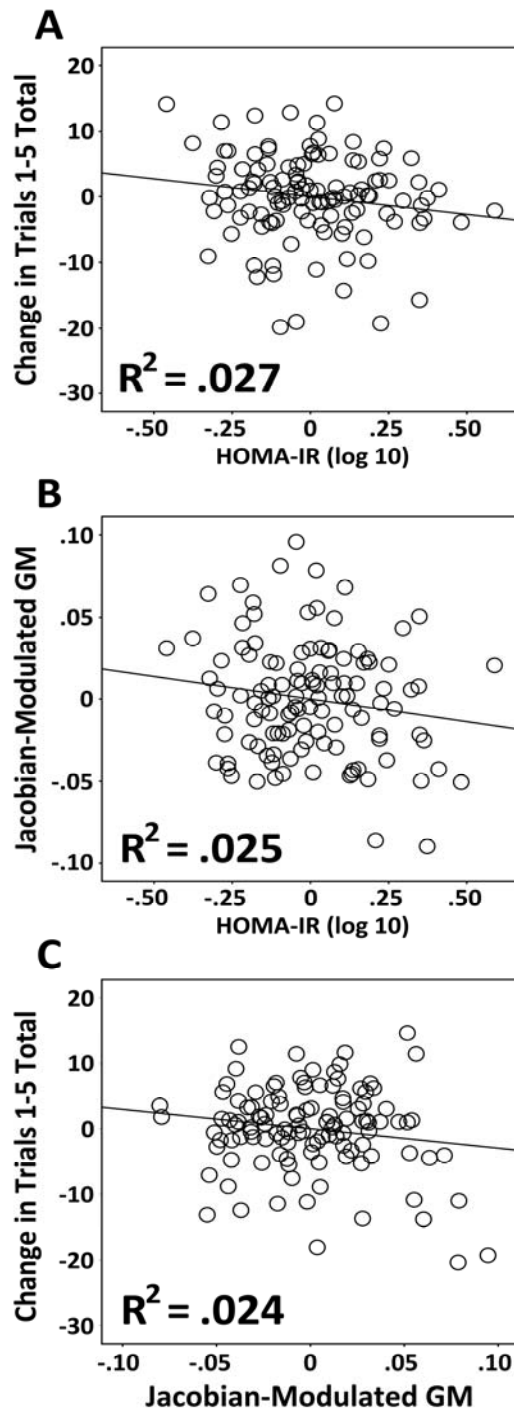 A
Change in Trials 1-5 Total
20
10
0
-10
-20
-30
R² = .027
-.50 -.25 0 .25 .50
HOMA-IR (log 10)
B
Jacobian-Modulated GM
.10
.05
0
-.05
-.10
R² = .025
-.50 -.25 0 .25 .50
HOMA-IR (log 10)
C
Change in Trials 1-5 Total
20
10
0
-10
-20
-30
R² = .024
-.10 -.05 0 .05 .10
Jacobian-Modulated GM